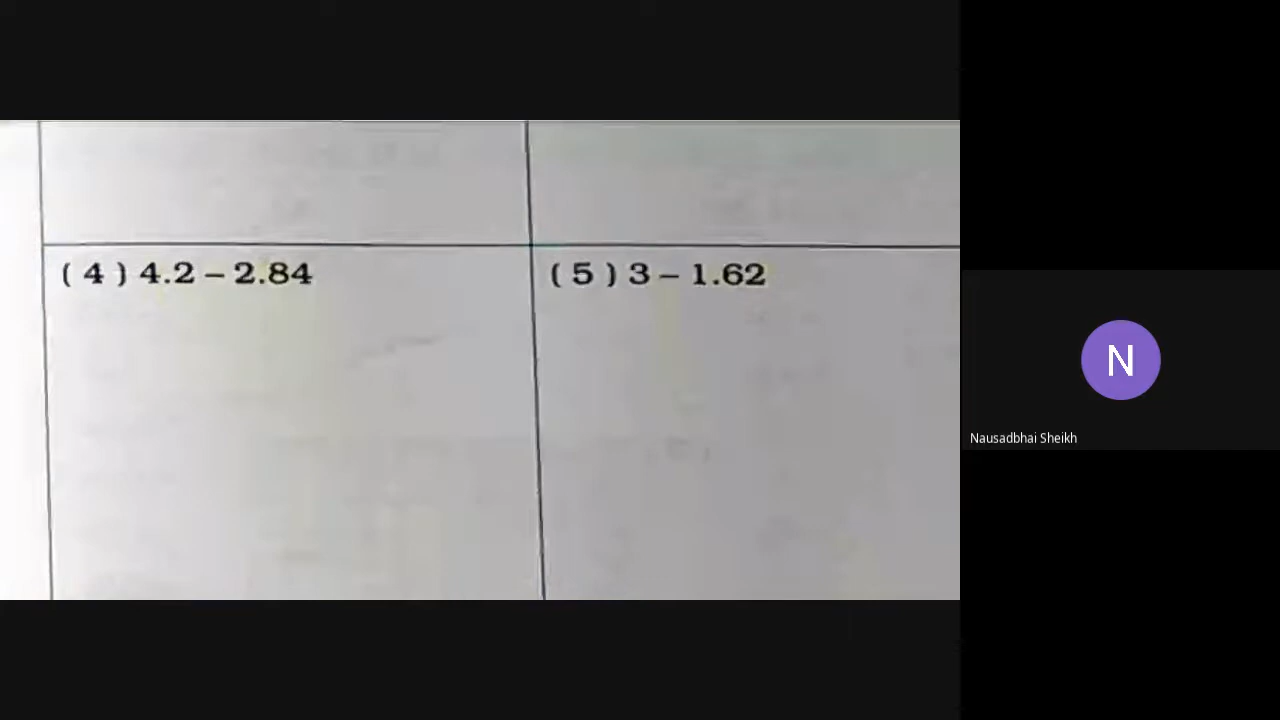 ( 4 ) 4.2 – 2.84
( 5 ) 3 – 1.62
N
Nausadbhai Sheikh